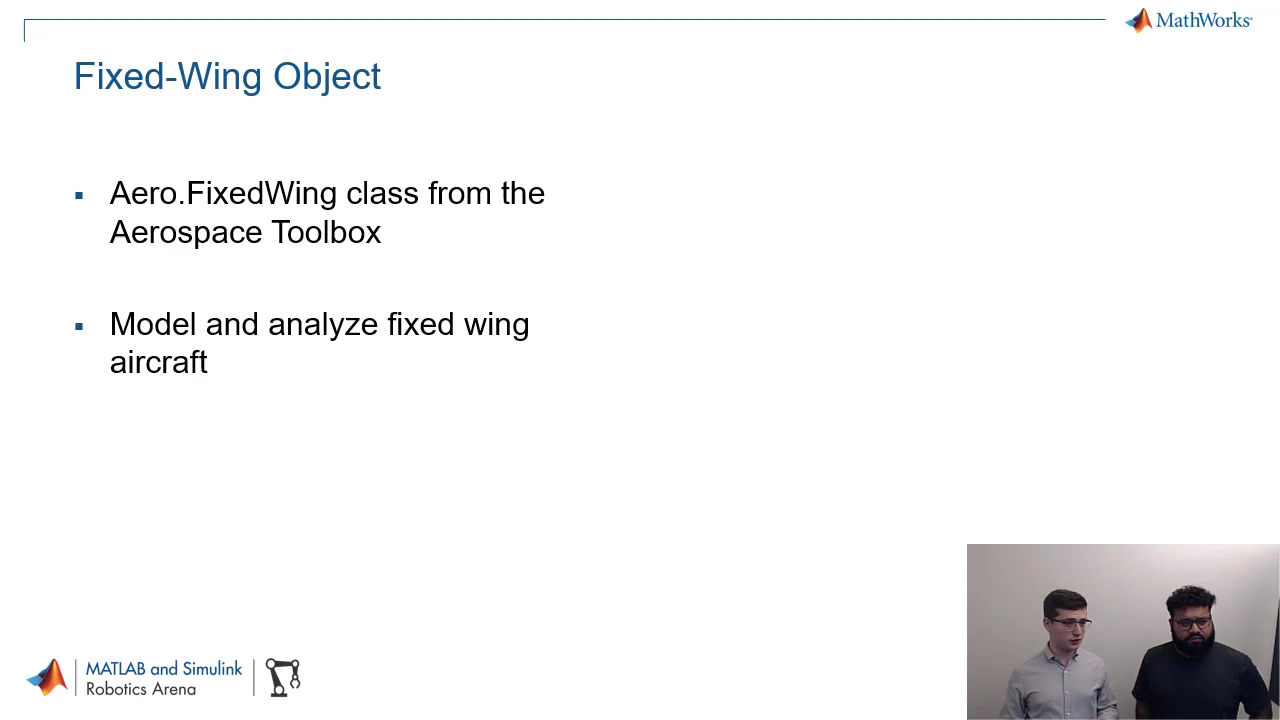 MathWorks®
Fixed-Wing Object
▪ Aero.FixedWing class from the
Aerospace Toolbox
▪ Model and analyze fixed wing
aircraft
MATLAB and Simulink
Robotics Arena